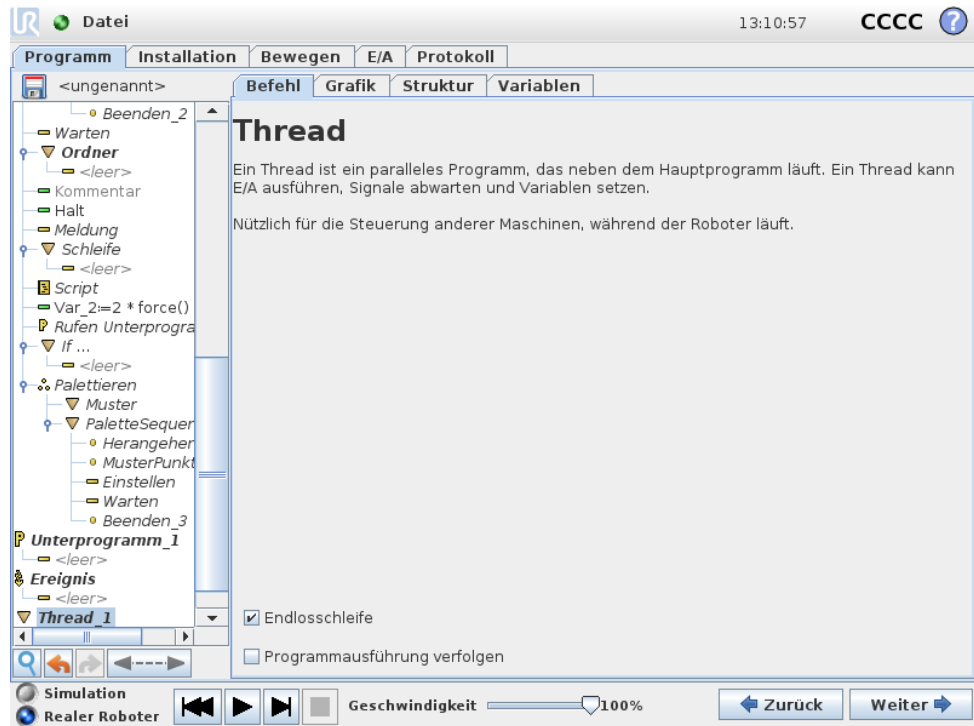 Datei
13:10:57
CCCC
?
Programm Installation Bewegen E/A Protokoll
<ungenannt>
Befehl Grafik Struktur Variablen
Beenden_2
Warten
Ordner
<leer>
Kommentar
Halt
Meldung
Schleife
<leer>
Script
Var_2:=2 * force()
Rufen Unterprogra
If ...
<leer>
Palettieren
Muster
PaletteSequer
Herangeher
MusterPunkt
Einstellen
Warten
Beenden_3
Unterprogramm_1
<leer>
Ereignis
<leer>
Thread_1
Thread
Ein Thread ist ein paralleles Programm, das neben dem Hauptprogramm läuft. Ein Thread kann
E/A ausführen, Signale abwarten und Variablen setzen.
Nützlich für die Steuerung anderer Maschinen, während der Roboter läuft.
Endlosschleife
Programmausführung verfolgen
Simulation
Realer Roboter
Geschwindigkeit 100%
Zurück Weiter